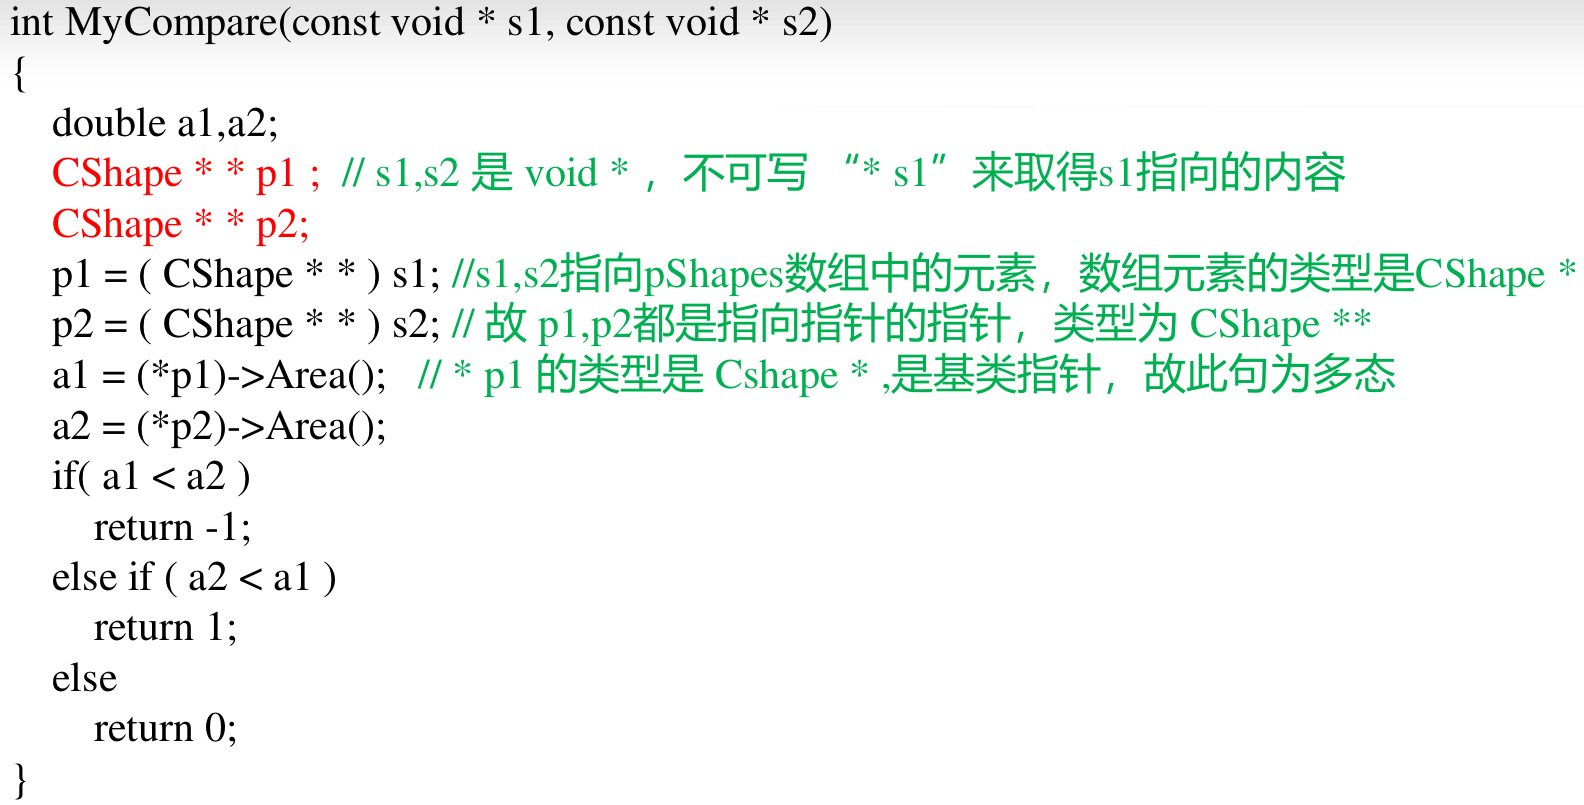 int MyCompare(const void * s1, const void * s2)
{
double a1,a2;
CShape * * p1 ; // s1,s2 是 void * ，不可写 “* s1”来取得s1指向的内容
CShape * * p2;
p1 = ( CShape * * ) s1; //s1,s2指向pShapes数组中的元素，数组元素的类型是CShape *
p2 = ( CShape * * ) s2; // 故 p1,p2都是指向指针的指针，类型为 CShape **
a1 = (*p1)->Area(); // * p1 的类型是 Cshape * ,是基类指针，故此句为多态
a2 = (*p2)->Area();
if( a1 < a2 )
return -1;
else if ( a2 < a1 )
return 1;
else
return 0;
}